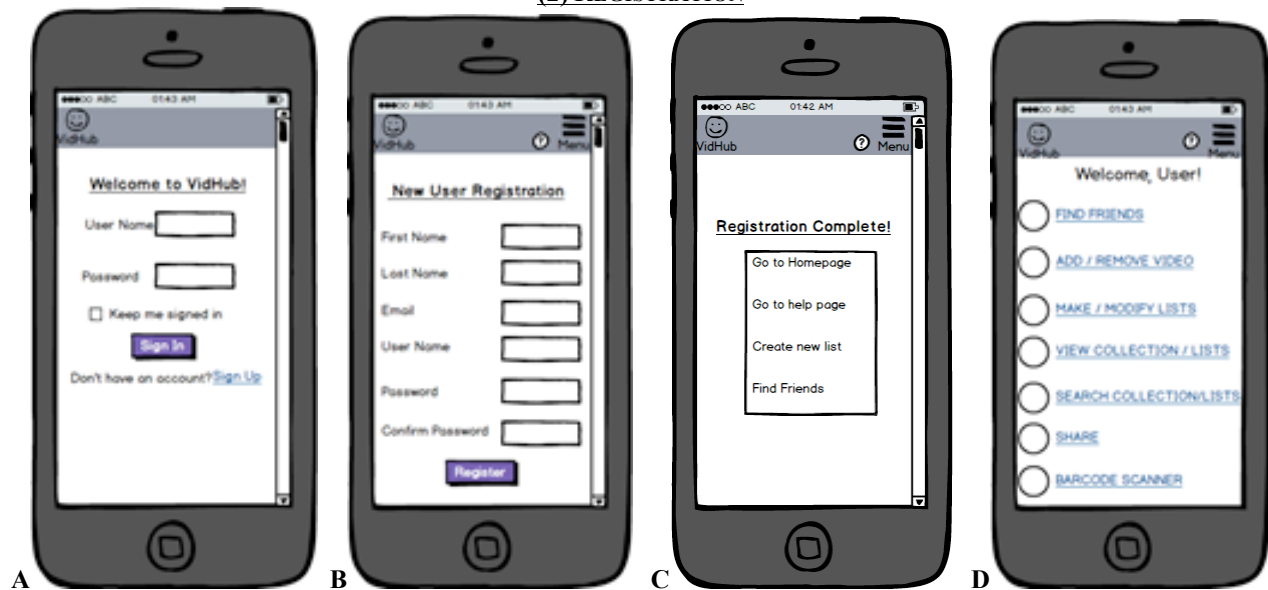 (2) REGISTRATION
ABC 01:43 AM
VidHub
Welcome to VidHub!
User Name
Password
Keep me signed in
Sign In
Don't have an account? Sign Up
A
ABC 01:43 AM
VidHub ? Menu
New User Registration
First Name
Last Name
Email
User Name
Password
Confirm Password
Register
B
ABC 01:42 AM
VidHub ? Menu
Registration Complete!
Go to Homepage
Go to help page
Create new list
Find Friends
C
ABC 01:43 AM
VidHub ? Menu
Welcome, User!
FIND FRIENDS
ADD / REMOVE VIDEO
MAKE / MODIFY LISTS
VIEW COLLECTION / LISTS
SEARCH COLLECTION/LISTS
SHARE
BARCODE SCANNER
D